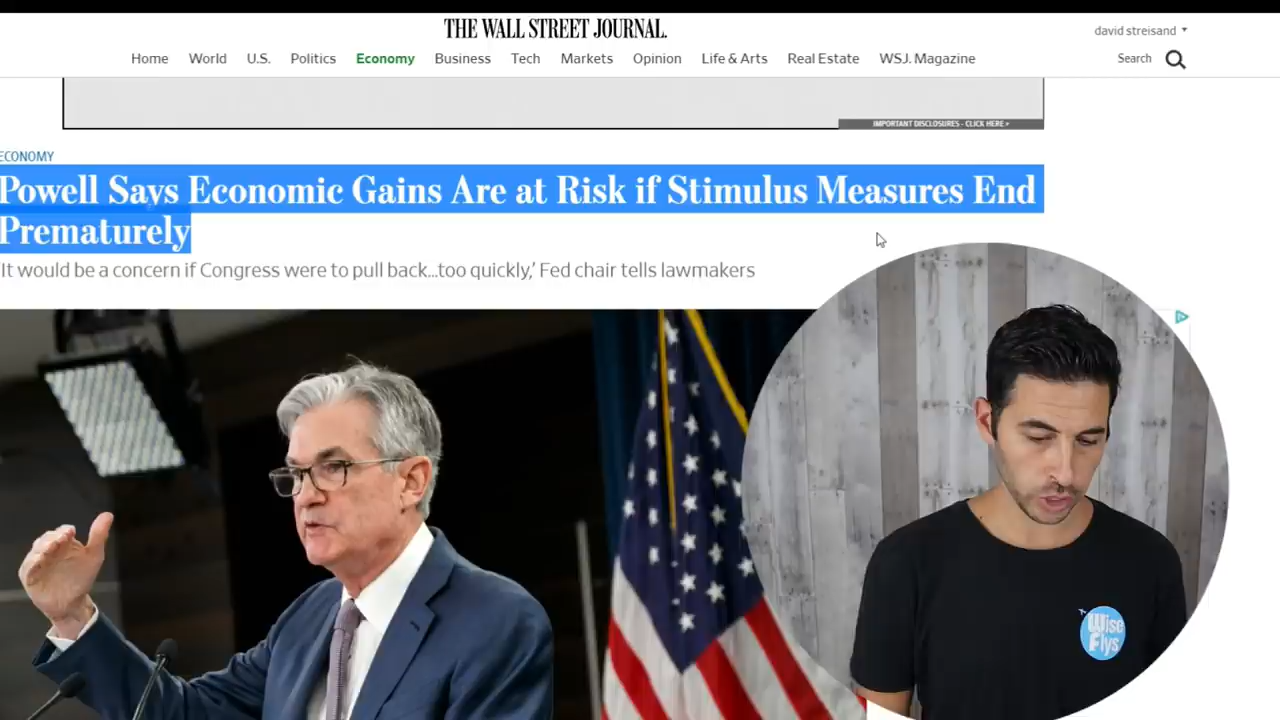 THE WALL STREET JOURNAL.
david streisand
Home World U.S. Politics Economy Business Tech Markets Opinion Life & Arts Real Estate WSJ. Magazine
Search
IMPORTANT DISCLOSURES - CLICK HERE >
ECONOMY
Powell Says Economic Gains Are at Risk if Stimulus Measures End
Prematurely
'It would be a concern if Congress were to pull back...too quickly,' Fed chair tells lawmakers
Wise
Flys